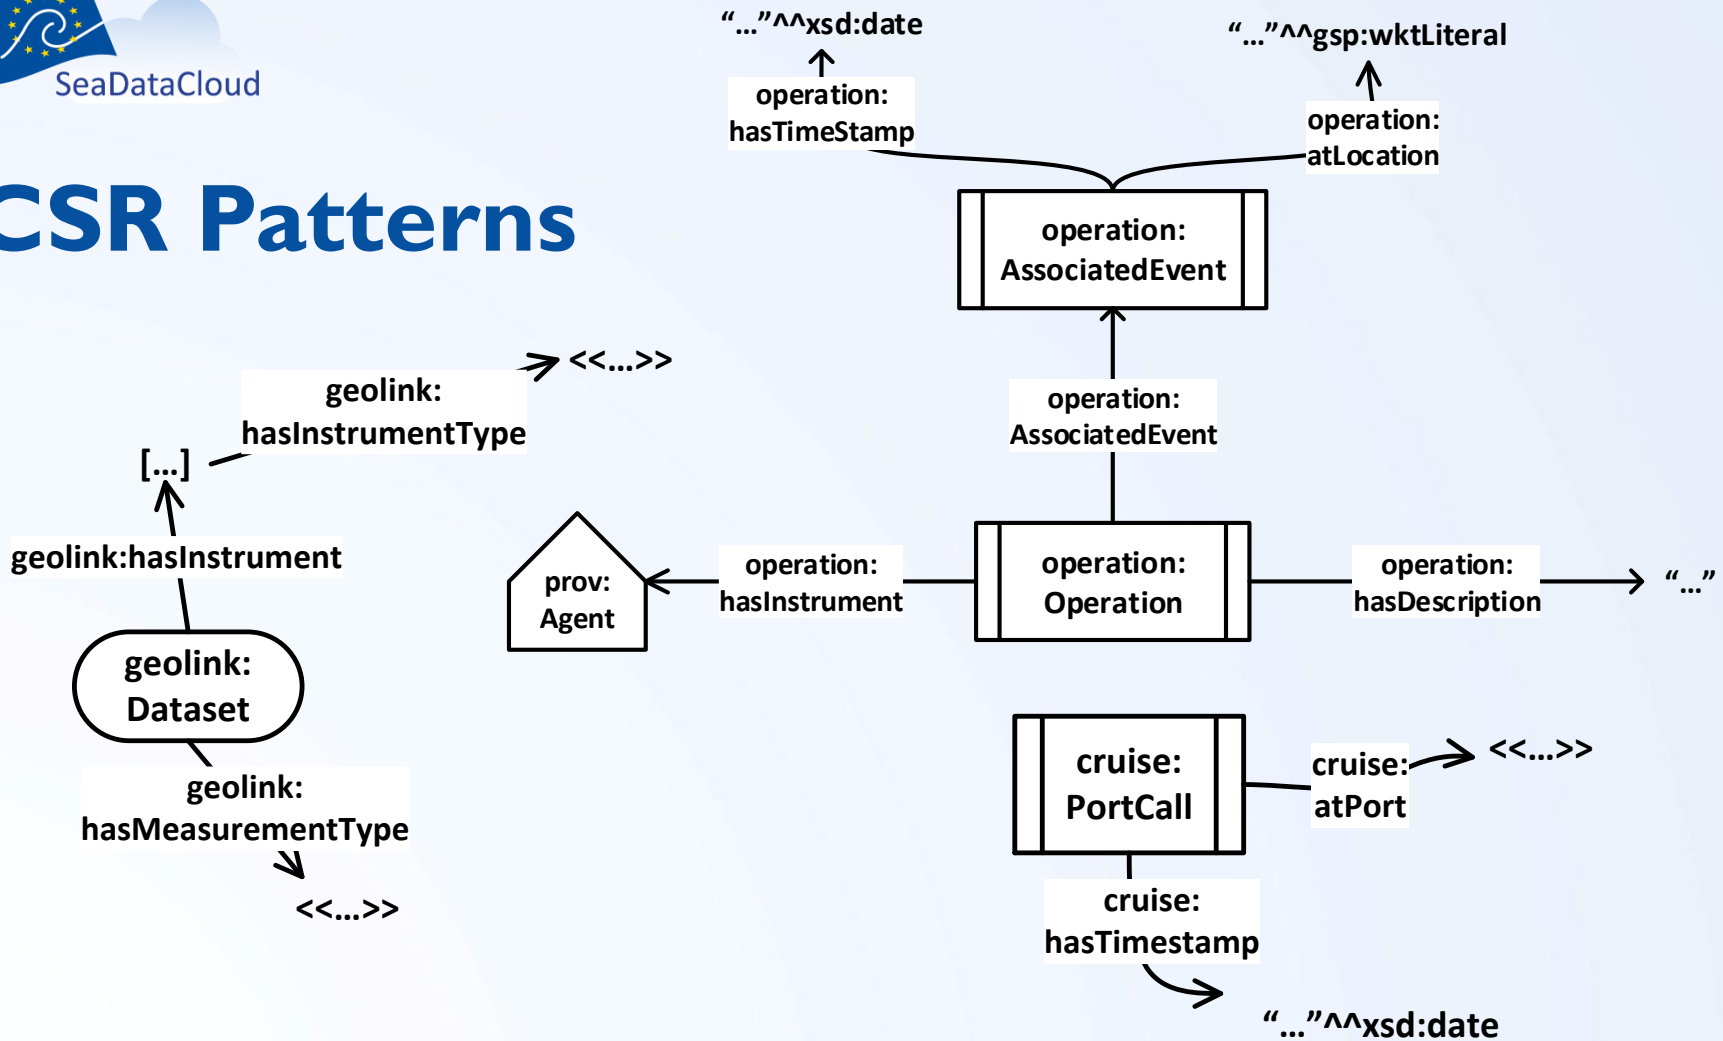 SeaDataCloud
CSR Patterns
“...”^^xsd:date
“...”^^gsp:wktLiteral
operation:
hasTimeStamp
operation:
atLocation
operation:
AssociatedEvent
operation:
AssociatedEvent
<<...>>
geolink:
hasInstrumentType
[...]
geolink:hasInstrument
geolink:
Dataset
geolink:
hasMeasurementType
<<...>>
prov:
Agent
operation:
hasInstrument
operation:
Operation
operation:
hasDescription
“...”
cruise:
PortCall
cruise:
atPort
<<...>>
cruise:
hasTimestamp
“...”^^xsd:date